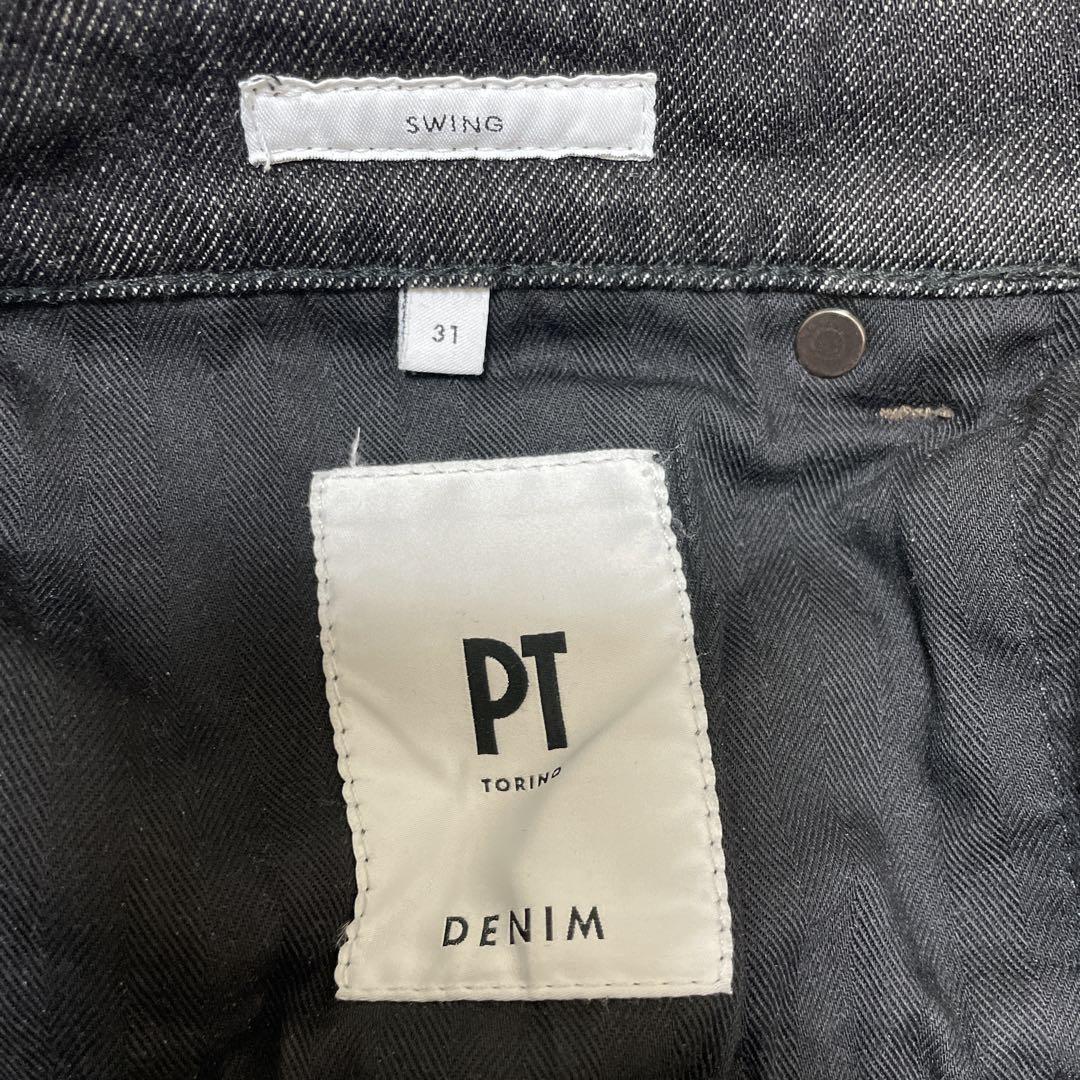 SWING
31
PT
TORINO
DENIM